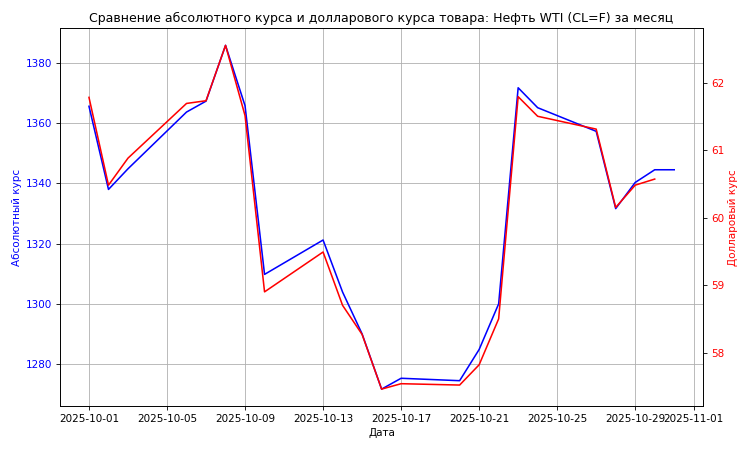 Сравнение абсолютного курса и долларового курса товара: Нефть WTI (CL=F) за месяц
Абсолютный курс
1380
1360
1340
1320
1300
1280
62
61
60
59
58
Долларовый курс
2025-10-01 2025-10-05 2025-10-09 2025-10-13 2025-10-17 2025-10-21 2025-10-25 2025-10-29 2025-11-01
Дата